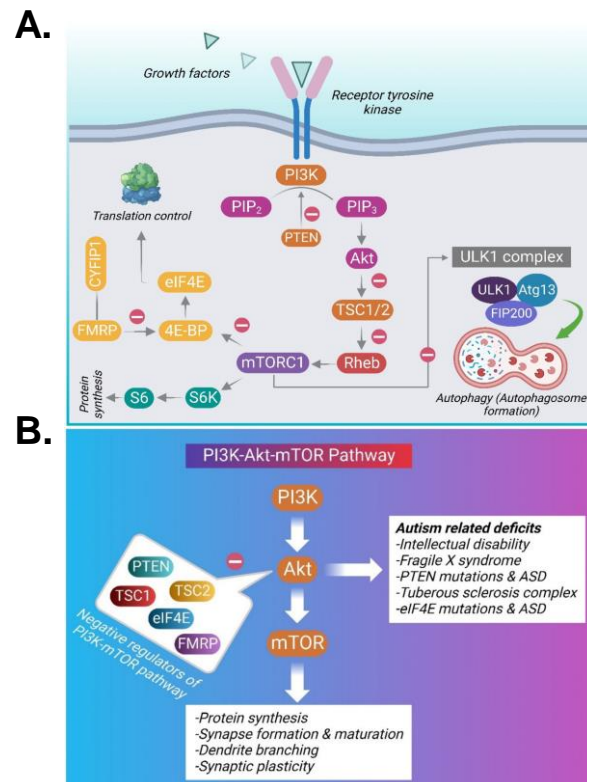 A.
Growth factors
Receptor tyrosine
kinase
PI3K
PIP2
PIP3
PTEN
Translation control
Akt
ULK1 complex
CYFIP1
eIF4E
ULK1
Atg13
FIP200
TSC1/2
FMRP
4E-BP
mTORC1
Rheb
Protein
synthesis
S6
S6K
Autophagy (Autophagosome
formation)
B.
PI3K-Akt-mTOR Pathway
PI3K
Autism related deficits
-Intellectual disability
-Fragile X syndrome
-PTEN mutations & ASD
-Tuberous sclerosis complex
-eIF4E mutations & ASD
PTEN
TSC1
TSC2
eIF4E
FMRP
Akt
Negative regulators of
PI3K-mTOR pathway
mTOR
-Protein synthesis
-Synapse formation & maturation
-Dendrite branching
-Synaptic plasticity